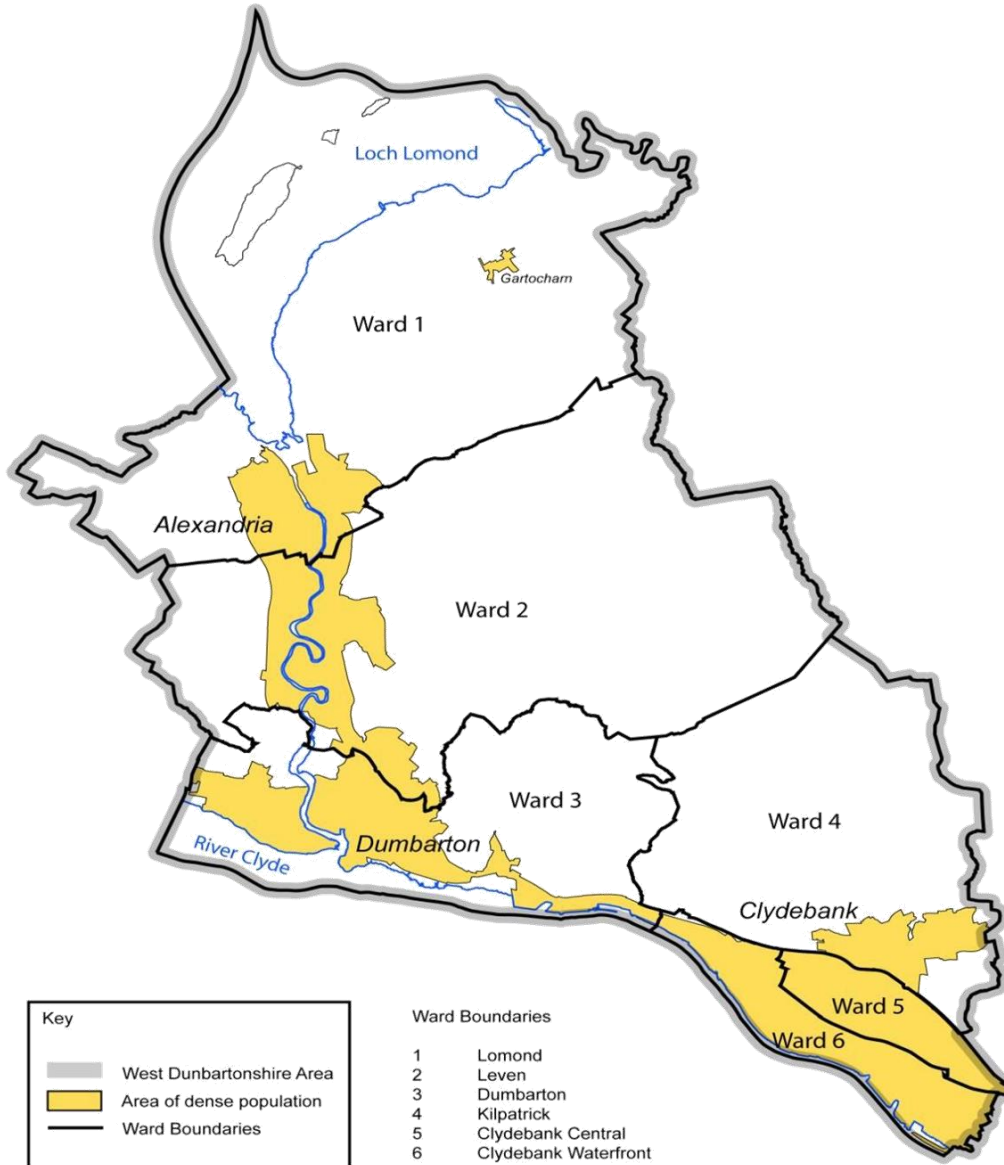 Loch Lomond
Gartocharn
Ward 1
Alexandria
Ward 2
Ward 3
Ward 4
Dumbarton
River Clyde
Clydebank
Ward 5
Ward 6
Key
West Dunbartonshire Area
Area of dense population
Ward Boundaries
Ward Boundaries
1 Lomond
2 Leven
3 Dumbarton
4 Kilpatrick
5 Clydebank Central
6 Clydebank Waterfront